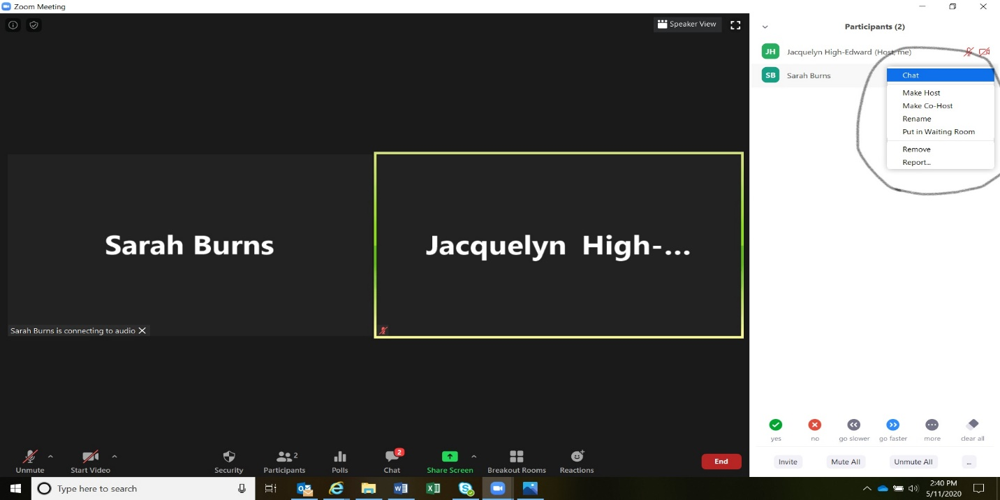 Zoom Meeting
Speaker View
Participants (2)
JH Jacquelyn High-Edward (Host, me)
SB Sarah Burns
Chat
Make Host
Make Co-Host
Rename
Put in Waiting Room
Remove
Report...
Sarah Burns
Jacquelyn High-...
Sarah Burns is connecting to audio
yes no go slower go faster more clear all
Invite Mute All Unmute All ...
2 2
Unmute Start Video Security Participants Polls Chat Share Screen Breakout Rooms Reactions End
Type here to search
2:40 PM
5/11/2020